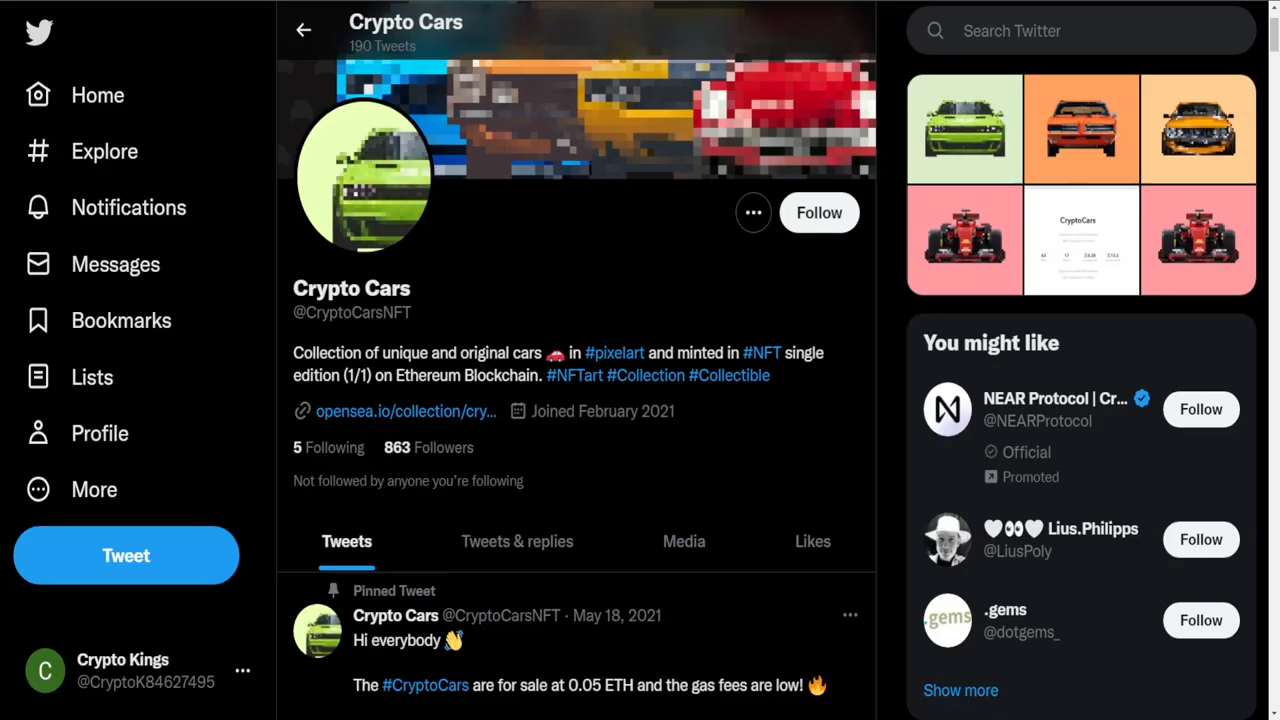 Crypto Cars
190 Tweets
Search Twitter
Home
Explore
Notifications
Messages
Bookmarks
Lists
Profile
More
Tweet
Crypto Kings
@CryptoK84627495
Follow
Crypto Cars
@CryptoCarsNFT
Collection of unique and original cars 🚗 in #pixelart and minted in #NFT single
edition (1/1) on Ethereum Blockchain. #NFTart #Collection #Collectible
opensea.io/collection/cry... Joined February 2021
5 Following 863 Followers
Not followed by anyone you're following
Tweets Tweets & replies Media Likes
Pinned Tweet
Crypto Cars @CryptoCarsNFT · May 18, 2021
Hi everybody 👋
The #CryptoCars are for sale at 0.05 ETH and the gas fees are low! 🔥
CryptoCars
You might like
NEAR Protocol | Cr...
@NEARProtocol
Official
Promoted
Follow
🤍👀🤍 Lius.Philipps
@LiusPoly
Follow
.gems
.gems
@dotgems_
Follow
Show more
C